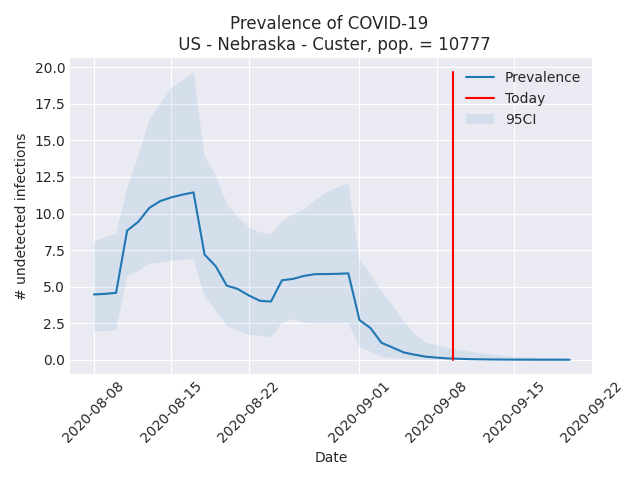 Prevalence of COVID-19
US - Nebraska - Custer, pop. = 10777
20.0
17.5
15.0
12.5
10.0
7.5
5.0
2.5
0.0
# undetected infections
Prevalence
Today
95CI
2020-08-08
2020-08-15
2020-08-22
2020-09-01
2020-09-08
2020-09-15
2020-09-22
Date